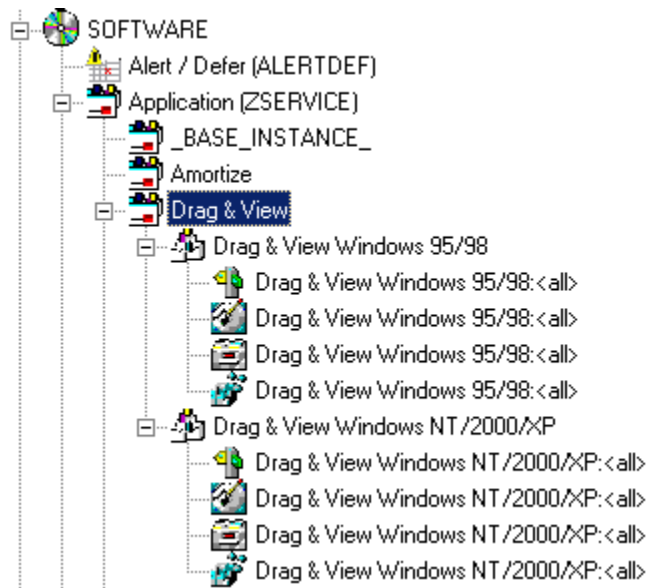 SOFTWARE
Alert / Defer (ALERTDEF)
Application (ZSERVICE)
_BASE_INSTANCE_
Amortize
Drag & View
Drag & View Windows 95/98
Drag & View Windows 95/98:<all>
Drag & View Windows 95/98:<all>
Drag & View Windows 95/98:<all>
Drag & View Windows 95/98:<all>
Drag & View Windows NT/2000/XP
Drag & View Windows NT/2000/XP:<all>
Drag & View Windows NT/2000/XP:<all>
Drag & View Windows NT/2000/XP:<all>
Drag & View Windows NT/2000/XP:<all>